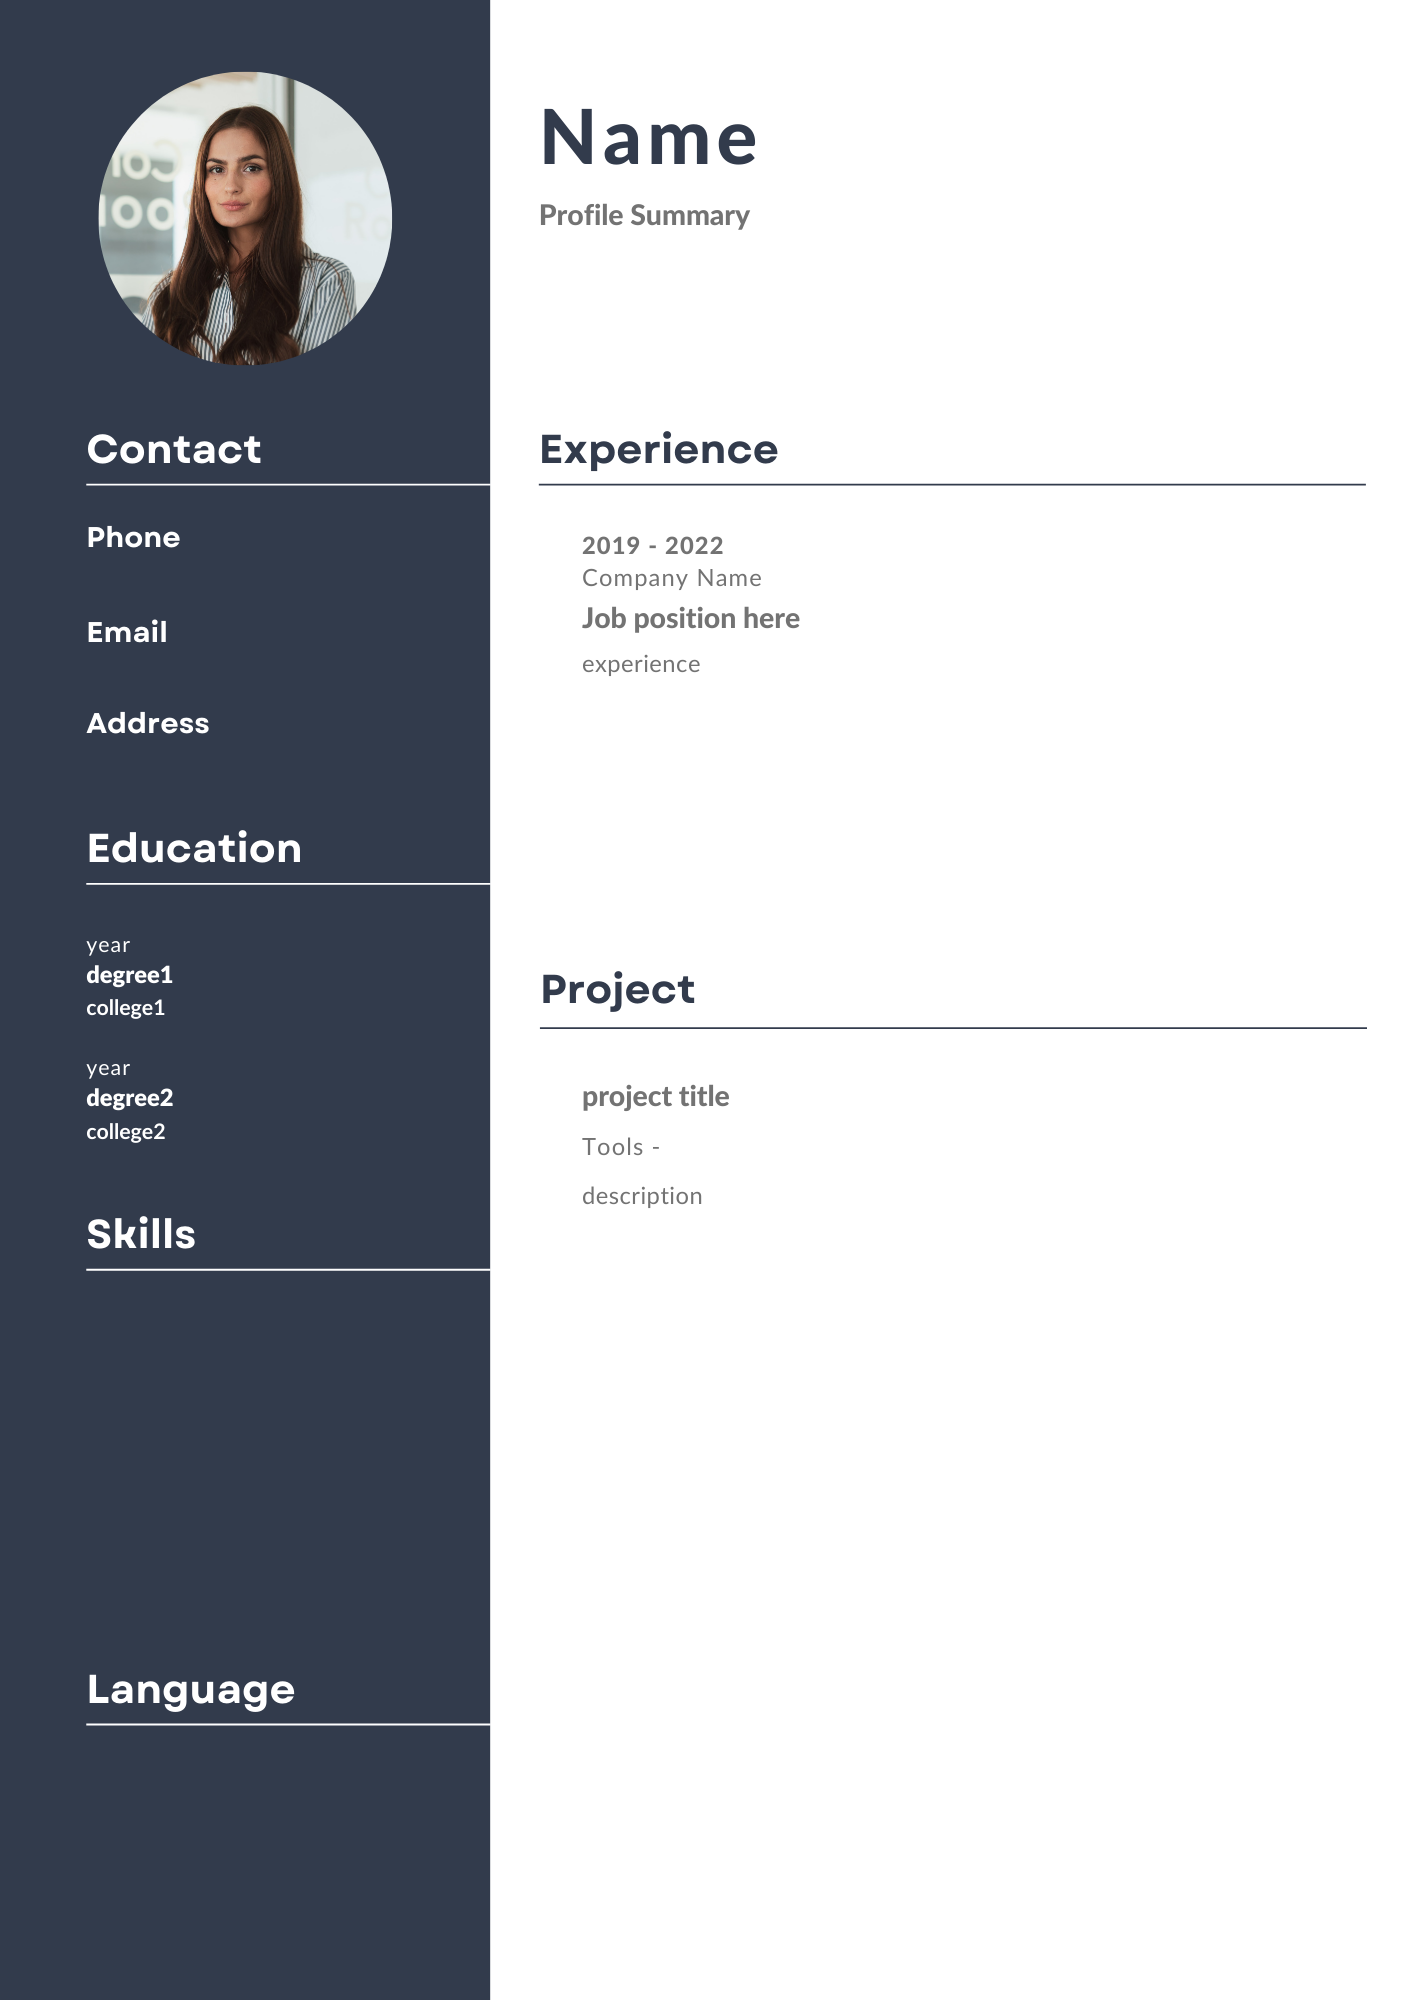 Name
Profile Summary
Contact
Phone
Email
Address
Education
year
degree1
college1
year
degree2
college2
Skills
Language
Experience
2019 - 2022
Company Name
Job position here
experience
Project
project title
Tools -
description